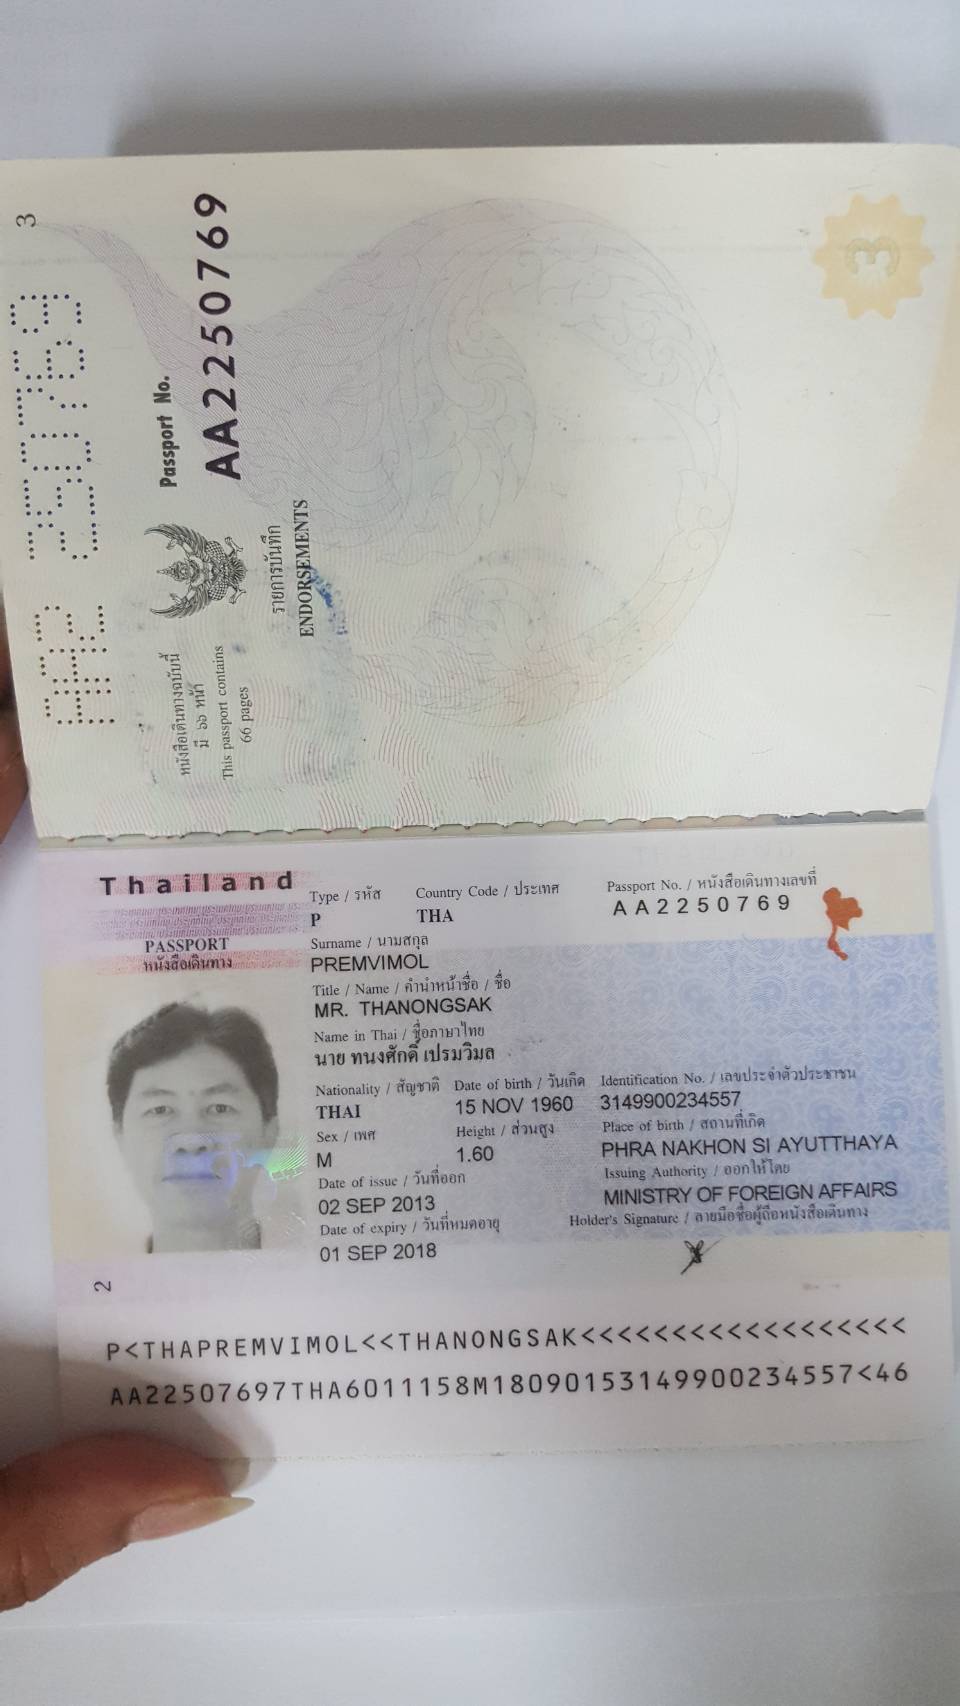 3
AA2250769
Passport No.
AA2250769
หนังสือเดินทางฉบับนี้
มี ๖๖ หน้า
This passport contains
66 pages
รายการบันทึก
ENDORSEMENTS
3
Thailand
PASSPORT
หนังสือเดินทาง
Type / รหัส Country Code / ประเทศ Passport No. / หนังสือเดินทางเลขที่
P THA AA2250769
Surname / นามสกุล
PREMVIMOL
Title / Name / คำนำหน้าชื่อ / ชื่อ
MR. THANONGSAK
Name in Thai / ชื่อภาษาไทย
นาย ทนงศักดิ์ เปรมวิมล
Nationality / สัญชาติ Date of birth / วันเกิด Identification No. / เลขประจำตัวประชาชน
THAI 15 NOV 1960 3149900234557
Sex / เพศ Height / ส่วนสูง Place of birth / สถานที่เกิด
M 1.60 PHRA NAKHON SI AYUTTHAYA
Date of issue / วันที่ออก Issuing Authority / ออกให้โดย
02 SEP 2013 MINISTRY OF FOREIGN AFFAIRS
Date of expiry / วันที่หมดอายุ Holder's Signature / ลายมือชื่อผู้ถือหนังสือเดินทาง
01 SEP 2018
2
P<THAPREMVIMOL<<THANONGSAK<<<<<<<<<<<<<<<<<<
AA22507697THA6011158M18090153149900234557<46